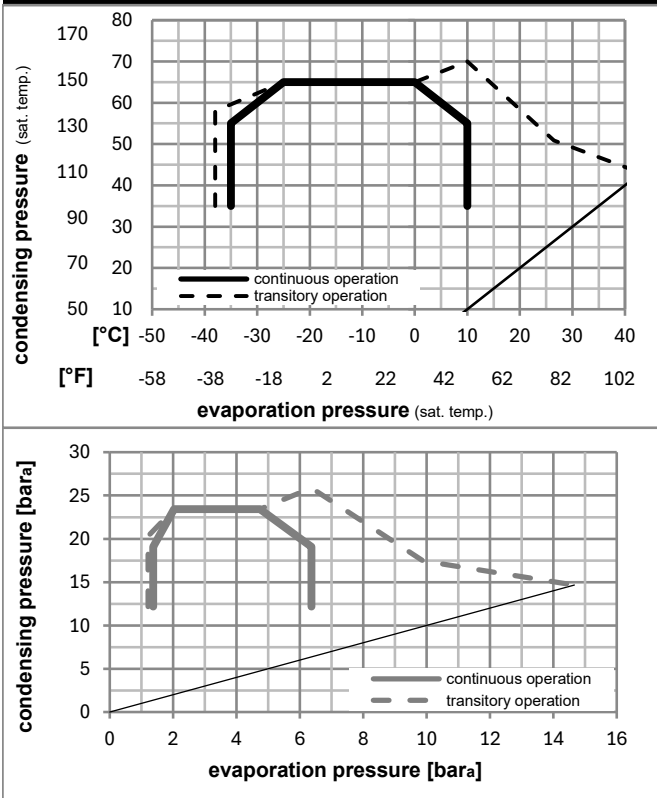 condensing pressure (sat. temp.)
170
150
130
110
90
70
50
80
70
60
50
40
30
20
10
continuous operation
transitory operation
[°C] -50 -40 -30 -20 -10 0 10 20 30 40
[°F] -58 -38 -18 2 22 42 62 82 102
evaporation pressure (sat. temp.)
condensing pressure [bara]
30
25
20
15
10
5
0
continuous operation
transitory operation
0 2 4 6 8 10 12 14 16
evaporation pressure [bara]